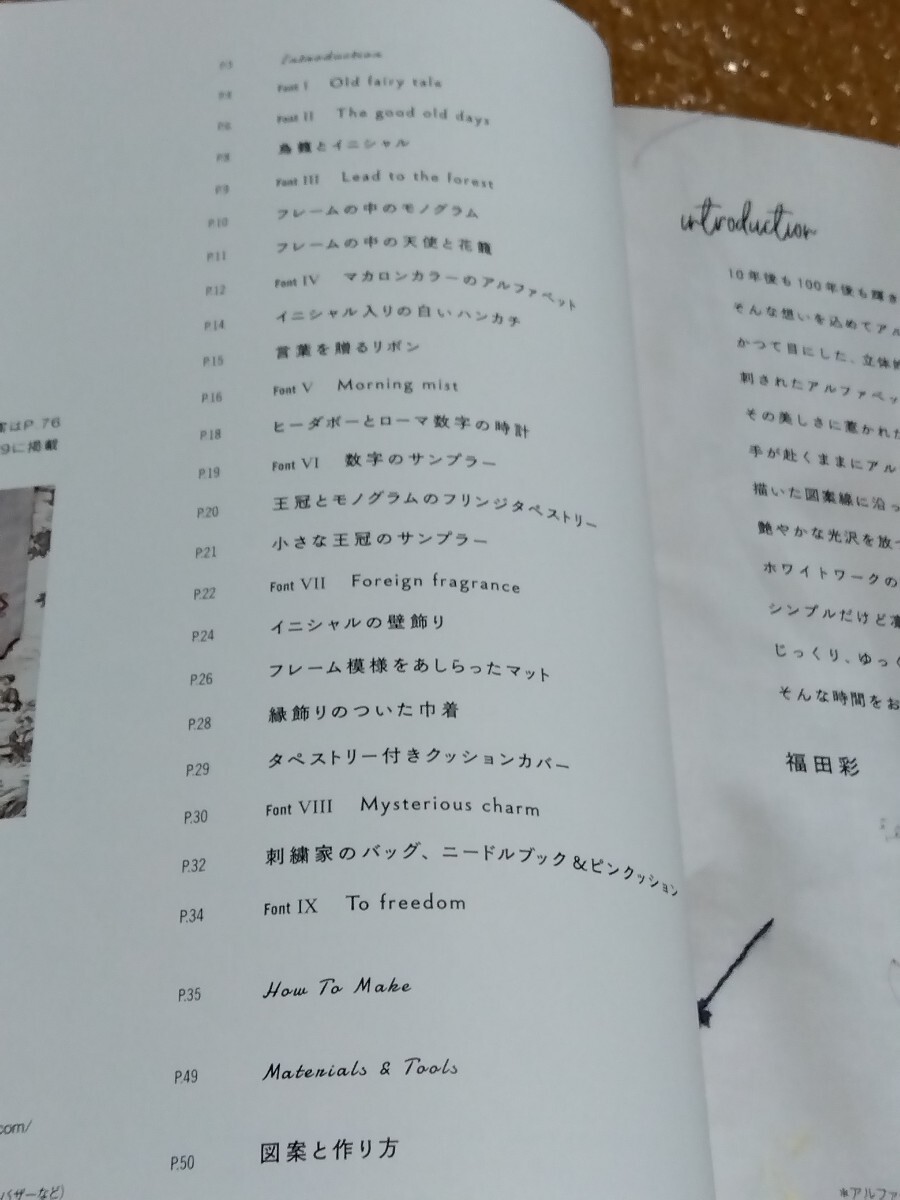 P.3 Introduction
P.4 Font I Old fairy tale
P.6 Font II The good old days
P.8 鳥籠とイニシャル
P.9 Font III Lead to the forest
P.10 フレームの中のモノグラム
P.11 フレームの中の天使と花籠
P.12 Font IV マカロンカラーのアルファベット
P.14 イニシャル入りの白いハンカチ
P.15 言葉を贈るリボン
P.16 Font V Morning mist
P.18 ヒーダボーとローマ数字の時計
P.19 Font VI 数字のサンプラー
P.20 王冠とモノグラムのフリンジタペストリー
P.21 小さな王冠のサンプラー
P.22 Font VII Foreign fragrance
P.24 イニシャルの壁飾り
P.26 フレーム模様をあしらったマット
P.28 縁飾りのついた巾着
P.29 タペストリー付きクッションカバー
P.30 Font VIII Mysterious charm
P.32 刺繍家のバッグ、ニードルブック&ピンクッション
P.34 Font IX To freedom
P.35 How To Make
P.49 Materials & Tools
P.50 図案と作り方
はP.76
9に掲載
com/
バザーなど)
introduction
10年後も100年後も輝き
そんな想いを込めてアル
かつて目にした、立体的
刺されたアルファベッ
その美しさに惹かれた
手が赴くままにアル
描いた図案線に沿っ
艶やかな光沢を放つ
ホワイトワークの
シンプルだけど凛
じっくり、ゆっく
そんな時間をお
福田彩
*アルファ